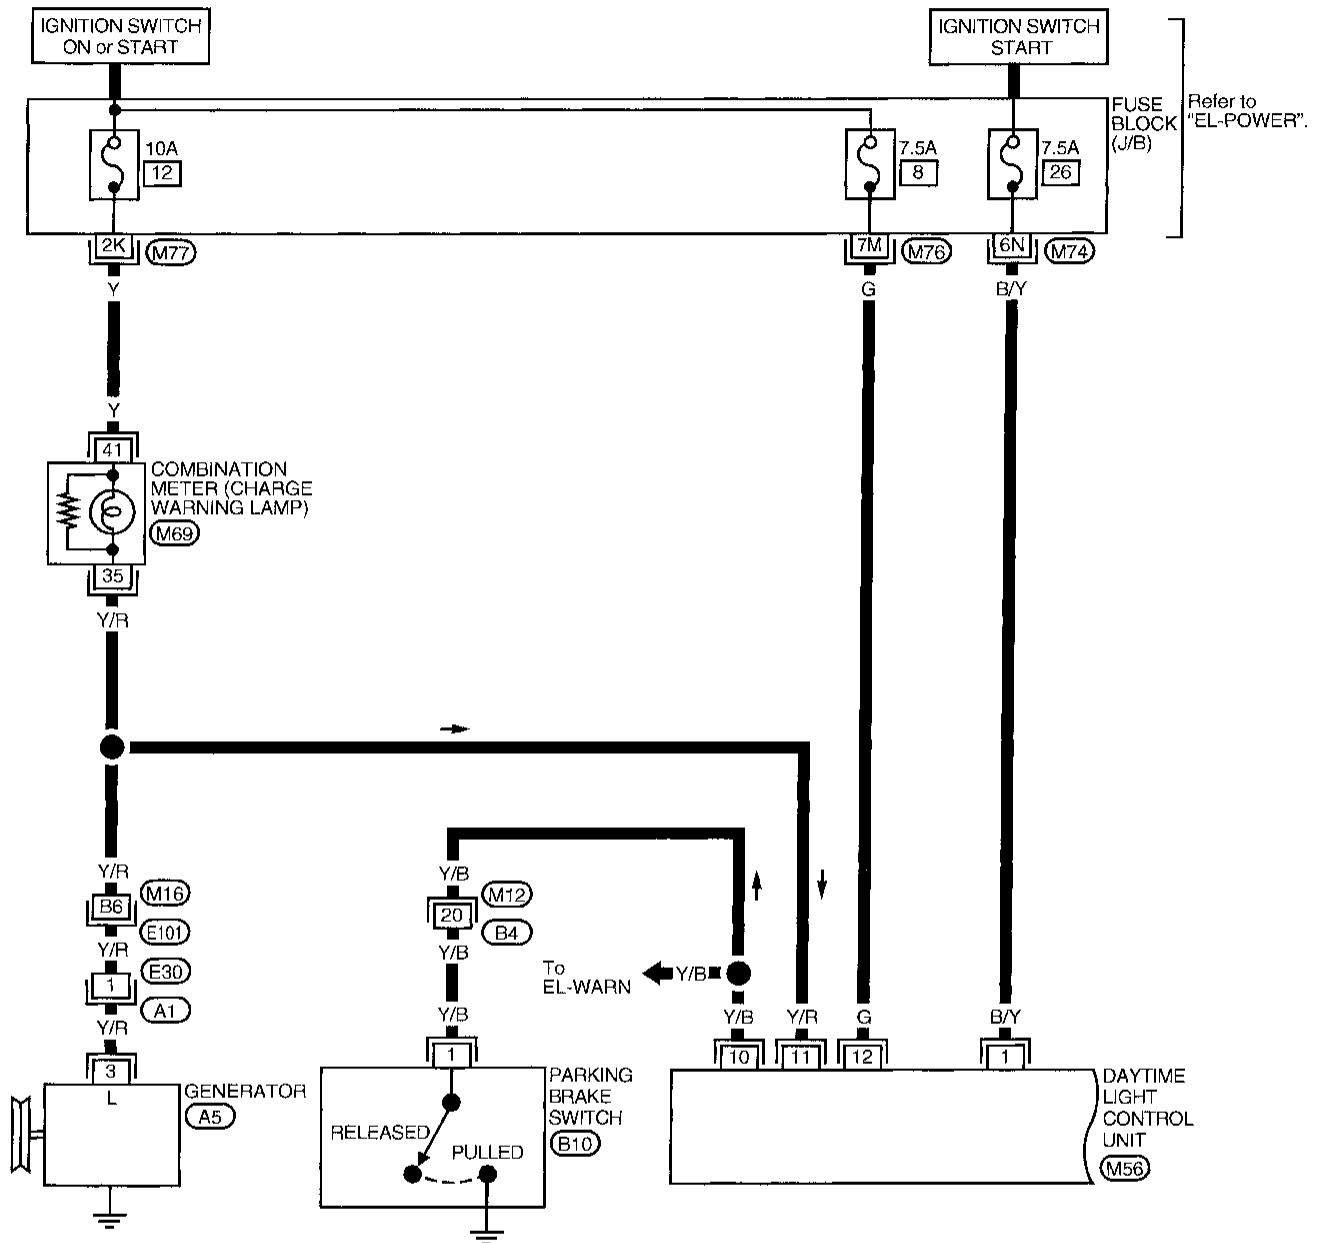 IGNITION SWITCH
ON or START
IGNITION SWITCH
START
FUSE
BLOCK
(J/B)
Refer to
"EL-POWER".
10A
12
7.5A
8
7.5A
26
2K
M77
7M
M76
6N
M74
Y
G
B/Y
Y
41
COMBINATION
METER (CHARGE
WARNING LAMP)
M69
35
Y/R
Y/R
M16
B6
E101
Y/R
E30
1
A1
Y/R
3
L
GENERATOR
A5
Y/B
M12
20
B4
Y/B
Y/B
1
PARKING
BRAKE
SWITCH
B10
RELEASED
PULLED
To
EL-WARN
Y/B
Y/B
Y/R
G
B/Y
10
11
12
1
DAYTIME
LIGHT
CONTROL
UNIT
M56